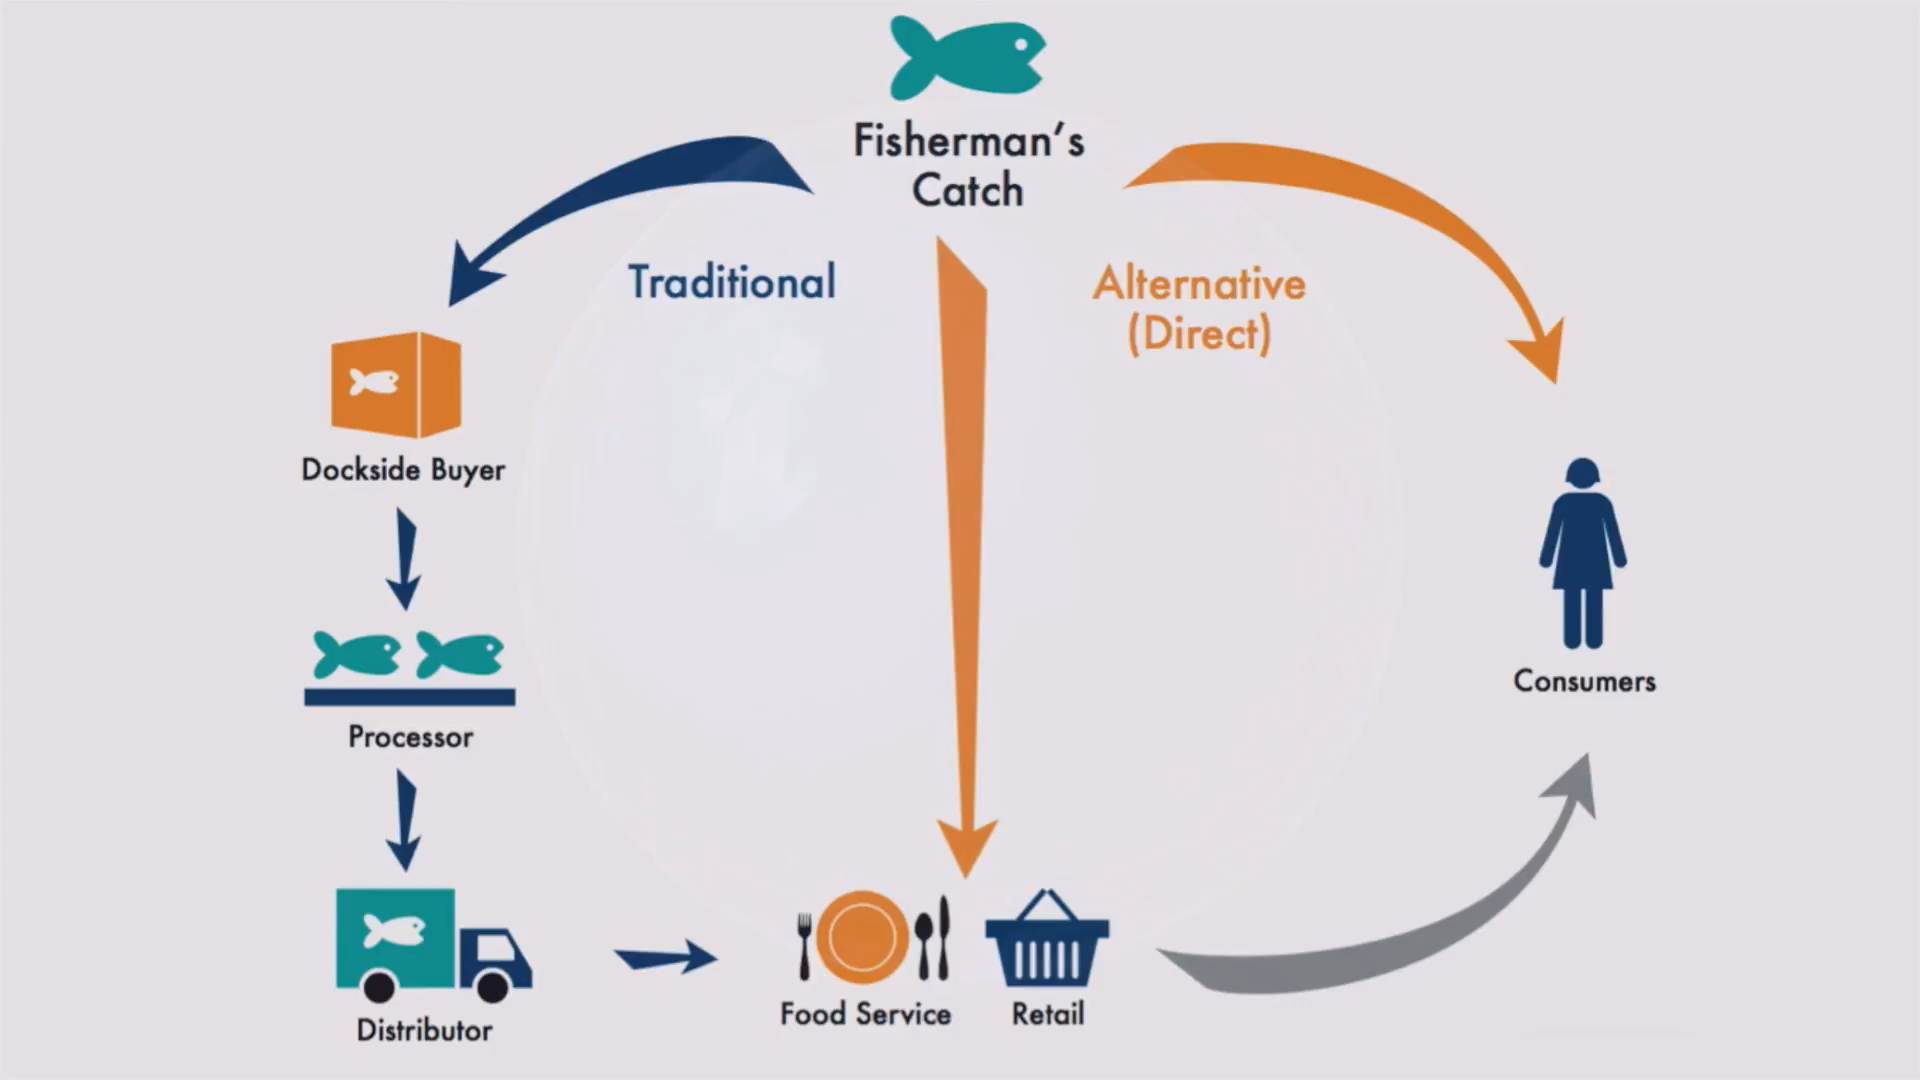 Fisherman's
Catch
Traditional
Alternative
(Direct)
Dockside Buyer
Processor
Distributor
Food Service
Retail
Consumers